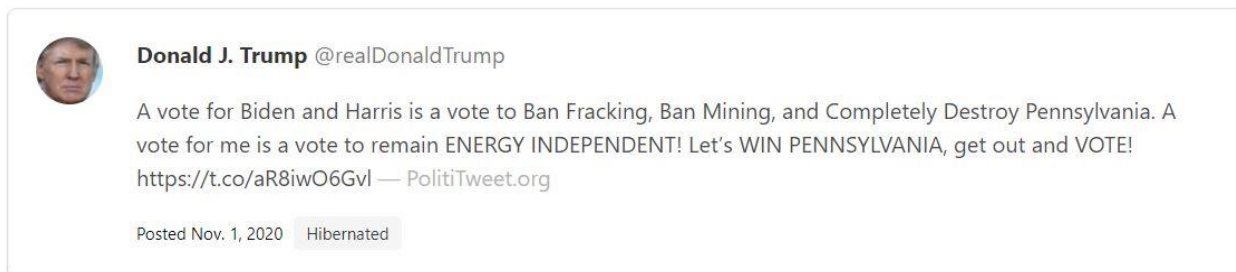 Donald J. Trump @realDonaldTrump
A vote for Biden and Harris is a vote to Ban Fracking, Ban Mining, and Completely Destroy Pennsylvania. A
vote for me is a vote to remain ENERGY INDEPENDENT! Let’s WIN PENNSYLVANIA, get out and VOTE!
https://t.co/aR8iwO6Gvl — PolitiTweet.org
Posted Nov. 1, 2020 Hibernated